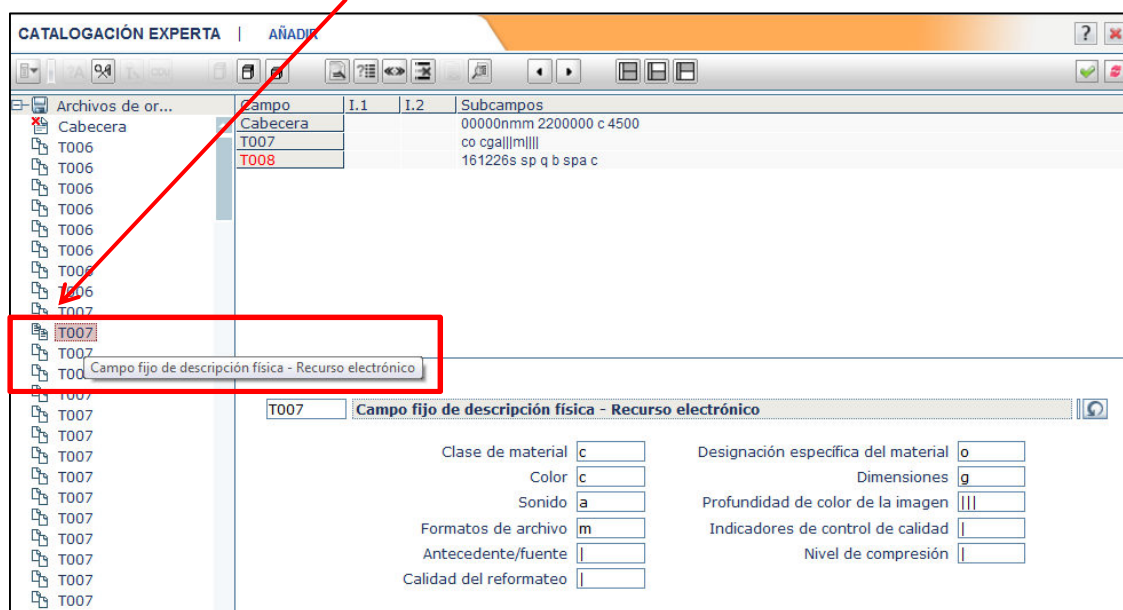 CATALOGACIÓN EXPERTA | AÑADIR
Archivos de or...
Cabecera
T006
T006
T006
T006
T006
T006
T006
T006
T007
T007
T007
Campo fijo de descripción física - Recurso electrónico
T007
T007
T007
T007
T007
T007
T007
T007
T007
T007
T007
Campo I.1 I.2 Subcampos
Cabecera 00000nmm 2200000 c 4500
T007 co cga|||m||||
T008 161226s sp q b spa c
T007 Campo fijo de descripción física - Recurso electrónico
Clase de material c Designación específica del material o
Color c Dimensiones g
Sonido a Profundidad de color de la imagen |||
Formatos de archivo m Indicadores de control de calidad |
Antecedente/fuente | Nivel de compresión |
Calidad del reformateo |